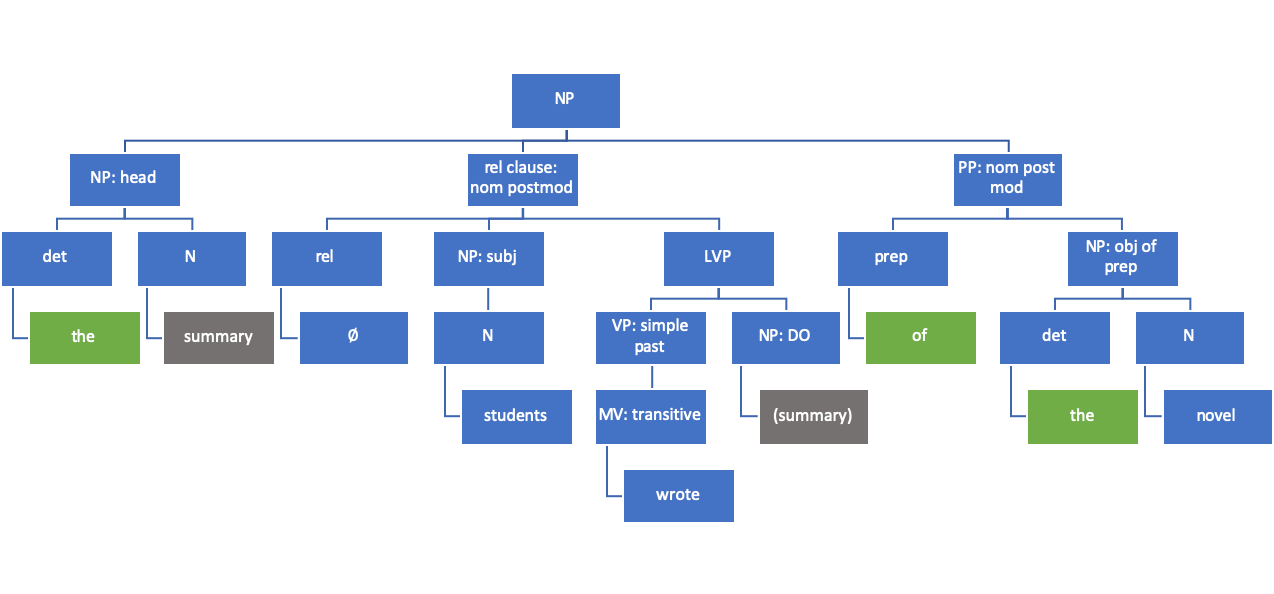 NP
NP: head
rel clause:
nom postmod
PP: nom post
mod
det
N
rel
NP: subj
LVP
prep
NP: obj of
prep
the
summary
Ø
N
VP: simple
past
NP: DO
of
det
N
students
MV: transitive
(summary)
the
novel
wrote